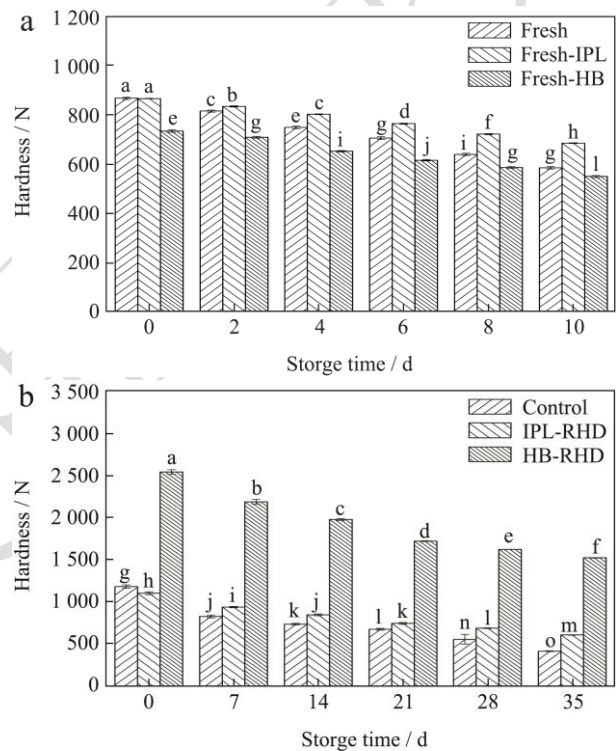 a
1 200
1 000
800
600
400
200
0
Hardness / N
Fresh
Fresh-IPL
Fresh-HB
a a e c b g e c i g d j i f g g h l
0 2 4 6 8 10
Storge time / d
b
3 500
3 000
2 500
2 000
1 500
1 000
500
0
Hardness / N
Control
IPL-RHD
HB-RHD
g h a j i b k j c l k d n l e o m f
0 7 14 21 28 35
Storge time / d